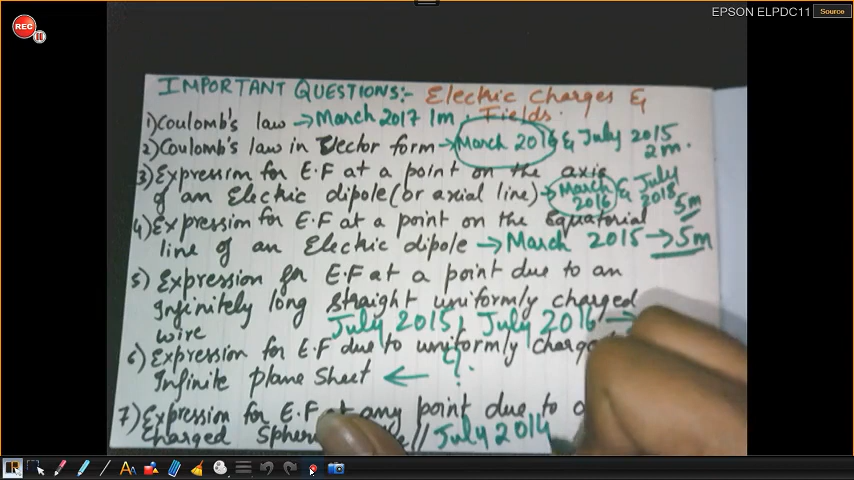 EPSON ELPDC11 Source
REC
IMPORTANT QUESTIONS:- Electric Charges &
Fields.
1) Coulomb's law → March 2017 1m
2) Coulomb's law in Vector form → March 2016 & July 2015
2m.
3) Expression for E.F at a point on the axis
of an Electric dipole (or axial line) → March 2016 & July 2018 5m
4) Expression for E.F at a point on the Equatorial
line of an Electric dipole → March 2015 → 5m
5) Expression for E.F at a point due to an
Infinitely long straight uniformly charged
wire July 2015, July 2016 →
6) Expression for E.F due to uniformly
Infinite plane Sheet ← ?
7) Expression for E.F at any point due to
Charged // July 2014